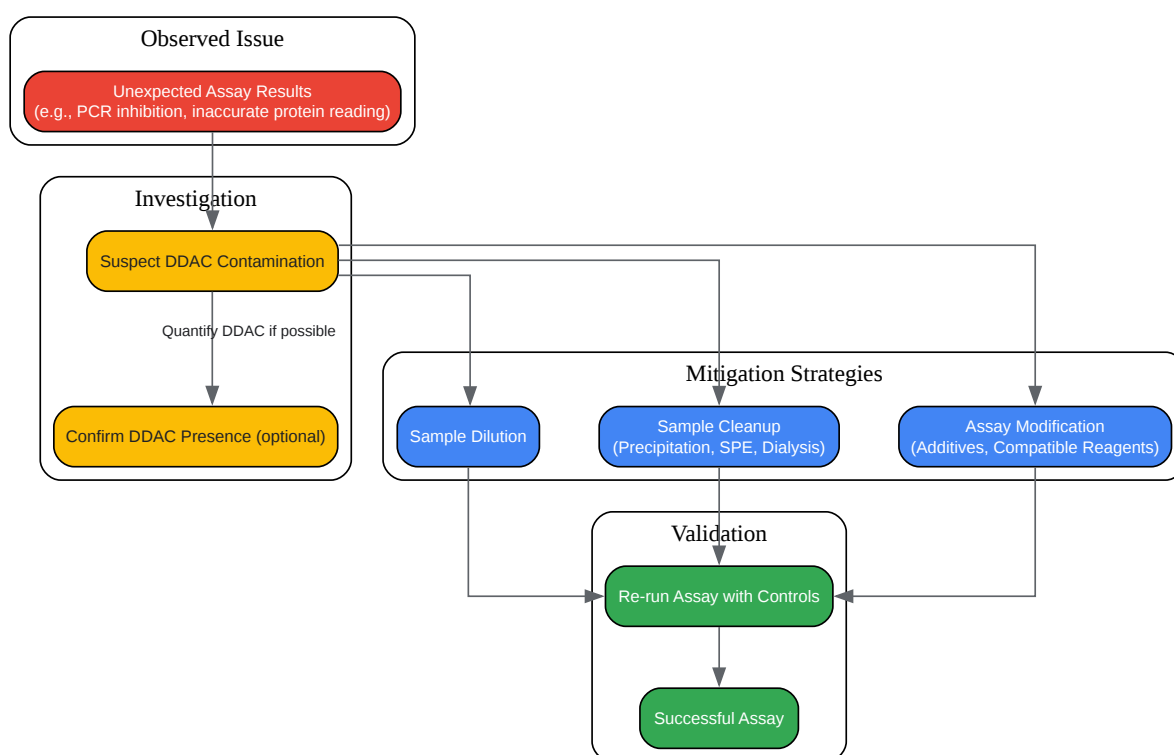 Observed Issue
Unexpected Assay Results
(e.g., PCR inhibition, inaccurate protein reading)
Investigation
Suspect DDAC Contamination
Quantify DDAC if possible
Confirm DDAC Presence (optional)
Mitigation Strategies
Sample Dilution
Sample Cleanup
(Precipitation, SPE, Dialysis)
Assay Modification
(Additives, Compatible Reagents)
Validation
Re-run Assay with Controls
Successful Assay